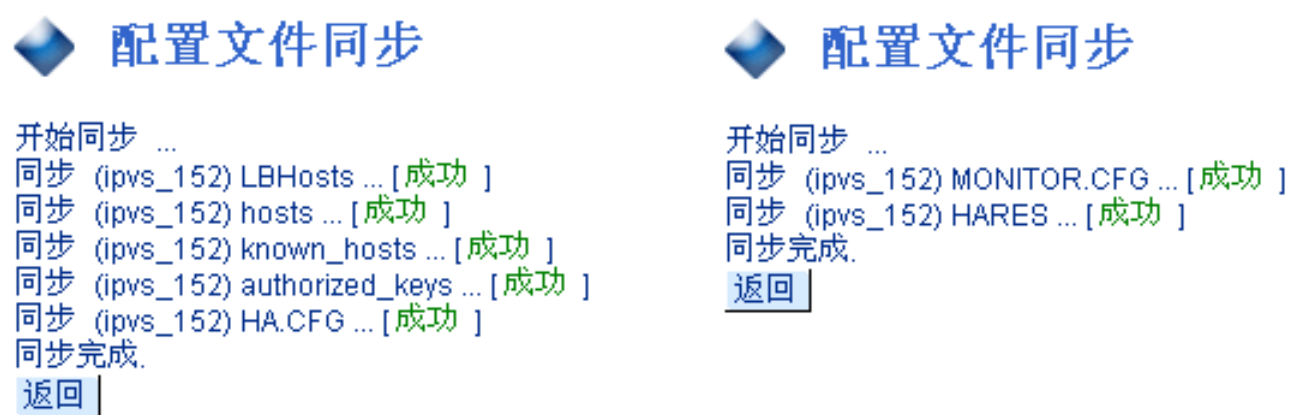 配置文件同步
开始同步 ...
同步 (ipvs_152) LBHosts ... [ 成功 ]
同步 (ipvs_152) hosts ... [ 成功 ]
同步 (ipvs_152) known_hosts ... [ 成功 ]
同步 (ipvs_152) authorized_keys ... [ 成功 ]
同步 (ipvs_152) HA.CFG ... [ 成功 ]
同步完成.
返回
配置文件同步
开始同步 ...
同步 (ipvs_152) MONITOR.CFG ... [ 成功 ]
同步 (ipvs_152) HARES ... [ 成功 ]
同步完成.
返回